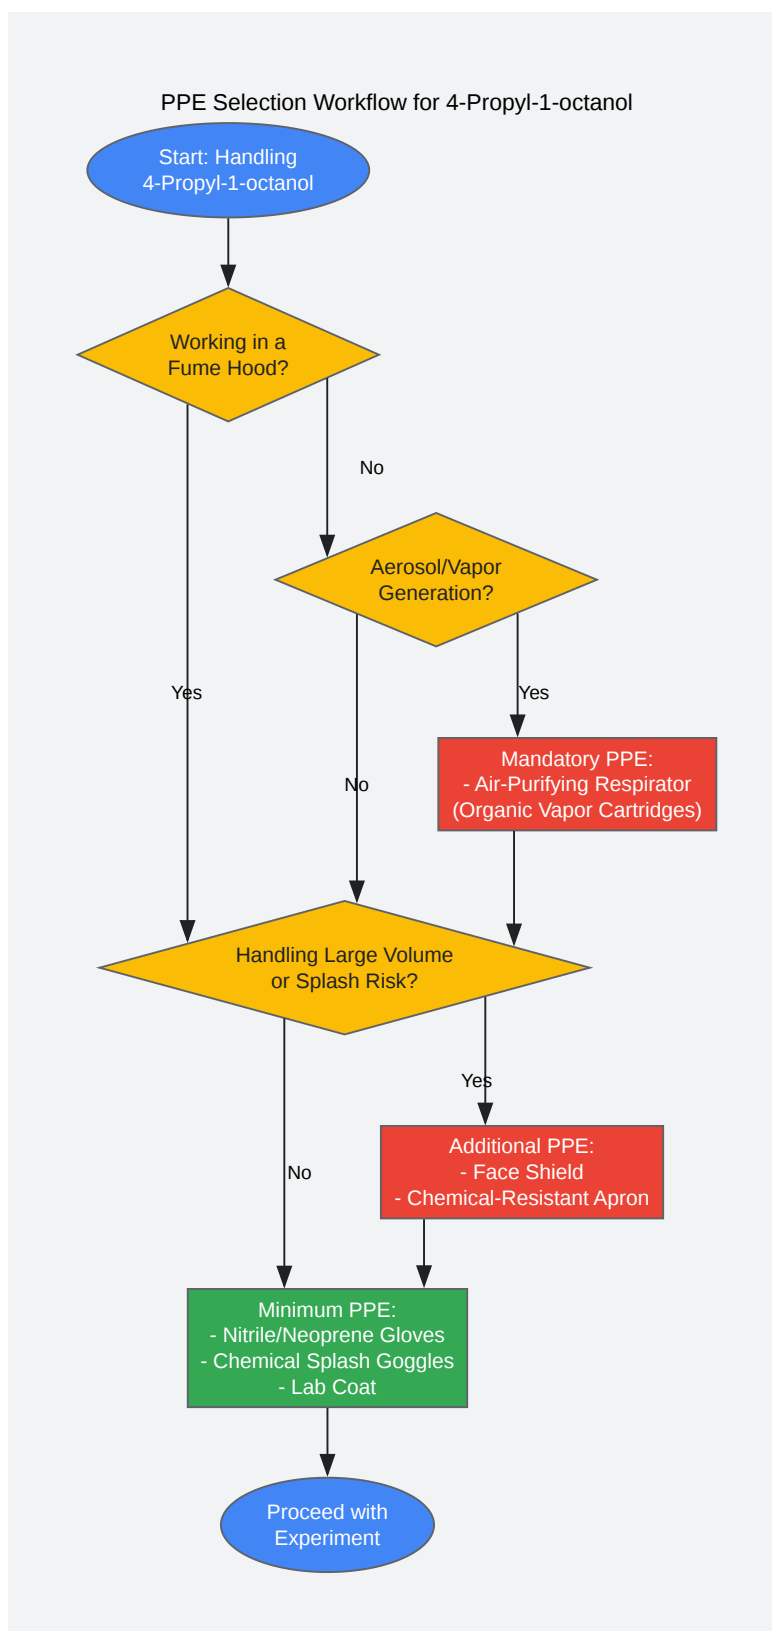 PPE Selection Workflow for 4-Propyl-1-octanol
Start: Handling
4-Propyl-1-octanol
Working in a
Fume Hood?
No
Aerosol/Vapor
Generation?
Yes
Yes
No
Mandatory PPE:
- Air-Purifying Respirator
(Organic Vapor Cartridges)
Handling Large Volume
or Splash Risk?
Yes
No
Additional PPE:
- Face Shield
- Chemical-Resistant Apron
Minimum PPE:
- Nitrile/Neoprene Gloves
- Chemical Splash Goggles
- Lab Coat
Proceed with
Experiment